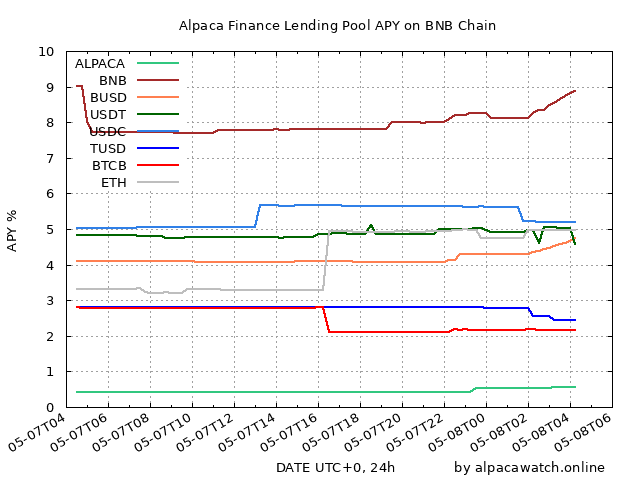 Alpaca Finance Lending Pool APY on BNB Chain
10
9
8
7
6
5
4
3
2
1
0
APY %
ALPACA
BNB
BUSD
USDT
USDC
TUSD
BTCB
ETH
05-07T04
05-07T06
05-07T08
05-07T10
05-07T12
05-07T14
05-07T16
05-07T18
05-07T20
05-07T22
05-08T00
05-08T02
05-08T04
05-08T06
DATE UTC+0, 24h
by alpacawatch.online